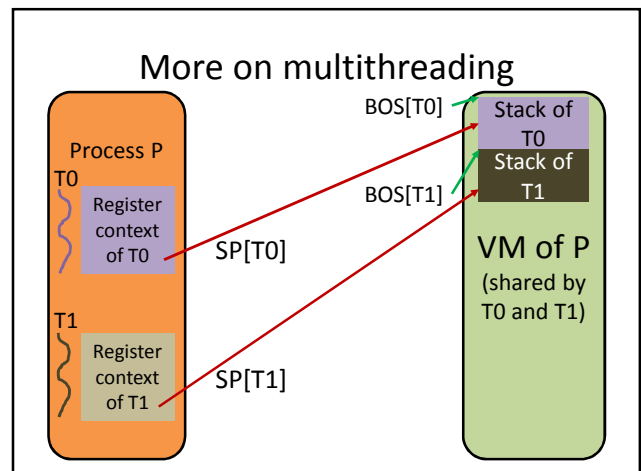 More on multithreading
Process P
T0
Register
context
of T0
SP[T0]
T1
Register
context
of T1
SP[T1]
BOS[T0]
Stack of
T0
BOS[T1]
Stack of
T1
VM of P
(shared by
T0 and T1)